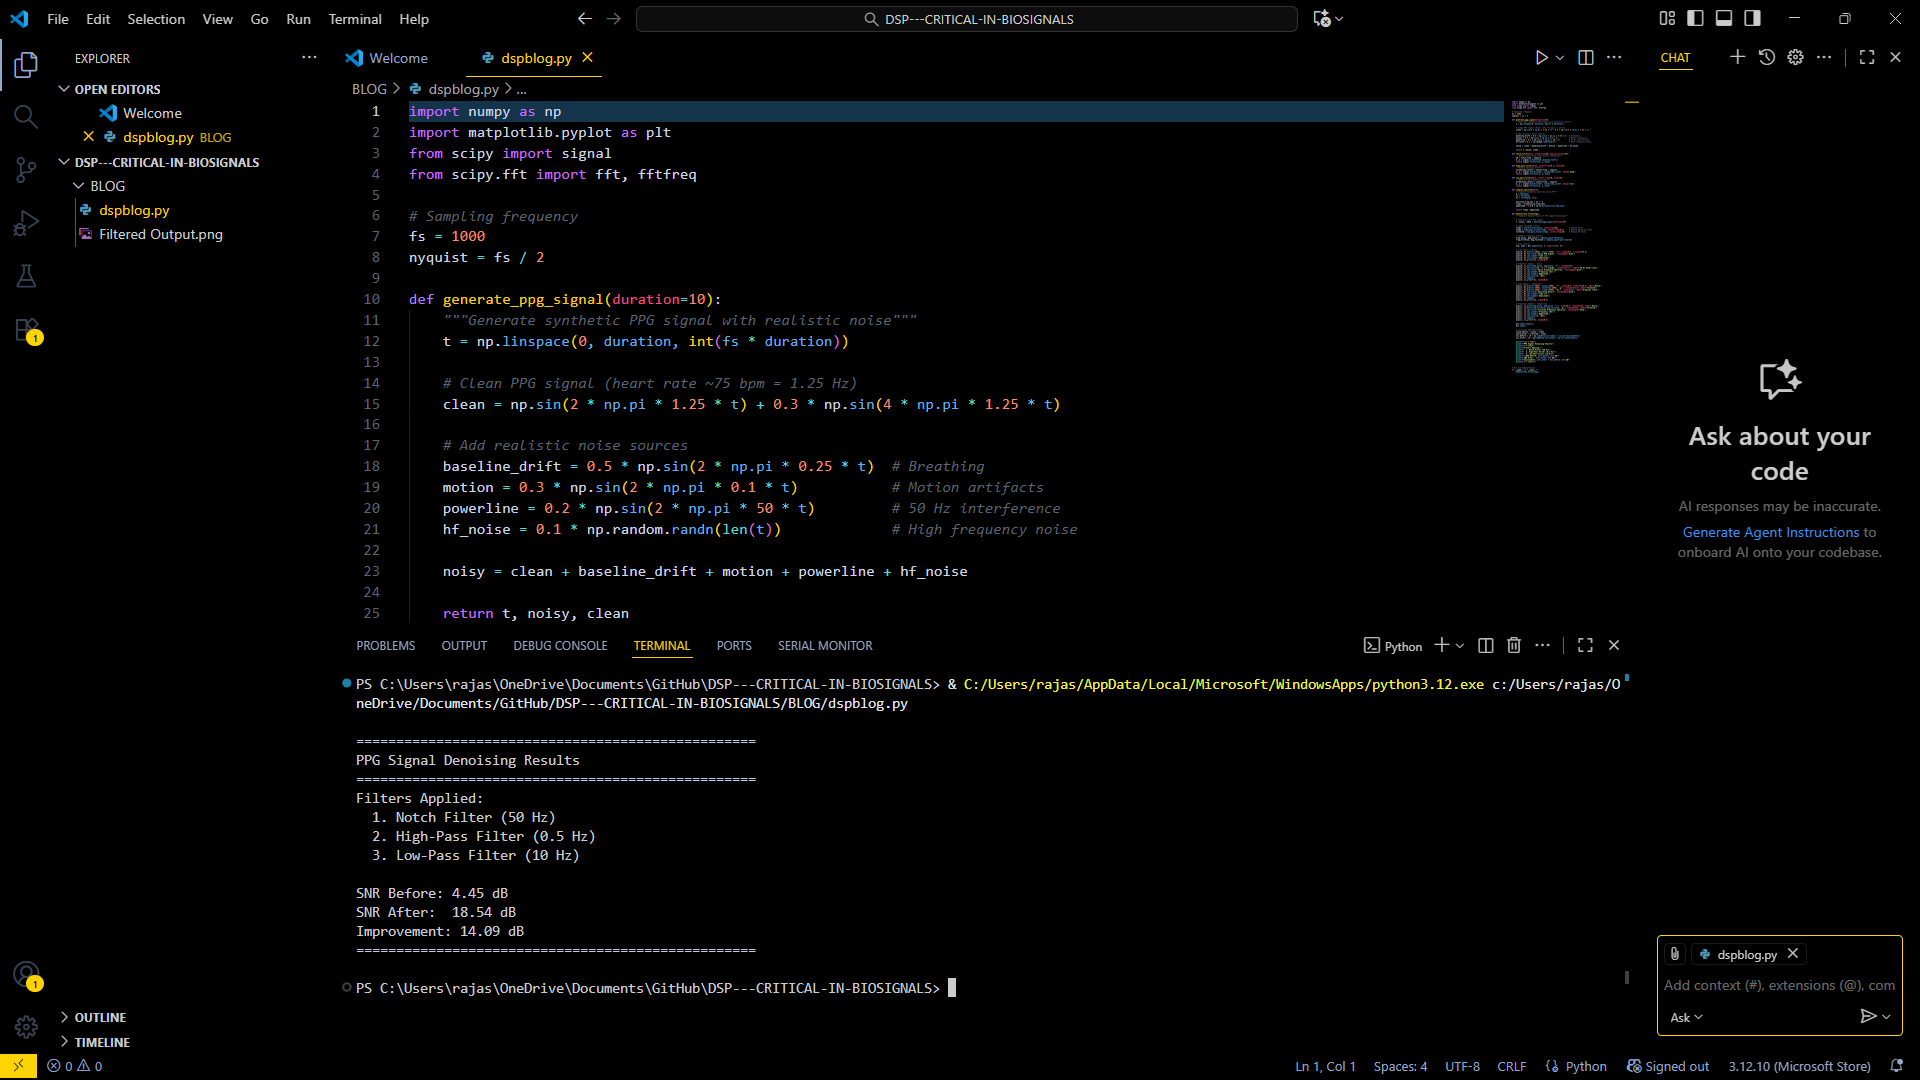 File Edit Selection View Go Run Terminal Help
DSP---CRITICAL-IN-BIOSIGNALS
EXPLORER
OPEN EDITORS
Welcome
dspblog.py BLOG
DSP---CRITICAL-IN-BIOSIGNALS
BLOG
dspblog.py
Filtered Output.png
1
1
OUTLINE
TIMELINE
Welcome
dspblog.py
BLOG > dspblog.py > ...
1 import numpy as np
2 import matplotlib.pyplot as plt
3 from scipy import signal
4 from scipy.fft import fft, fftfreq
5
6 # Sampling frequency
7 fs = 1000
8 nyquist = fs / 2
9
10 def generate_ppg_signal(duration=10):
11 """Generate synthetic PPG signal with realistic noise"""
12 t = np.linspace(0, duration, int(fs * duration))
13
14 # Clean PPG signal (heart rate ~75 bpm = 1.25 Hz)
15 clean = np.sin(2 * np.pi * 1.25 * t) + 0.3 * np.sin(4 * np.pi * 1.25 * t)
16
17 # Add realistic noise sources
18 baseline_drift = 0.5 * np.sin(2 * np.pi * 0.25 * t) # Breathing
19 motion = 0.3 * np.sin(2 * np.pi * 0.1 * t) # Motion artifacts
20 powerline = 0.2 * np.sin(2 * np.pi * 50 * t) # 50 Hz interference
21 hf_noise = 0.1 * np.random.randn(len(t)) # High frequency noise
22
23 noisy = clean + baseline_drift + motion + powerline + hf_noise
24
25 return t, noisy, clean
PROBLEMS OUTPUT DEBUG CONSOLE TERMINAL PORTS SERIAL MONITOR
Python
PS C:\Users\rajas\OneDrive\Documents\GitHub\DSP---CRITICAL-IN-BIOSIGNALS> & C:/Users/rajas/AppData/Local/Microsoft/WindowsApps/python3.12.exe c:/Users/rajas/O
neDrive/Documents/GitHub/DSP---CRITICAL-IN-BIOSIGNALS/BLOG/dspblog.py
==================================================
PPG Signal Denoising Results
==================================================
Filters Applied:
1. Notch Filter (50 Hz)
2. High-Pass Filter (0.5 Hz)
3. Low-Pass Filter (10 Hz)
SNR Before: 4.45 dB
SNR After:  18.54 dB
Improvement: 14.09 dB
==================================================
PS C:\Users\rajas\OneDrive\Documents\GitHub\DSP---CRITICAL-IN-BIOSIGNALS>
CHAT
Ask about your
code
AI responses may be inaccurate.
Generate Agent Instructions to
onboard AI onto your codebase.
dspblog.py
Add context (#), extensions (@), com
Ask
0 0
Ln 1, Col 1 Spaces: 4 UTF-8 CRLF Python Signed out 3.12.10 (Microsoft Store)